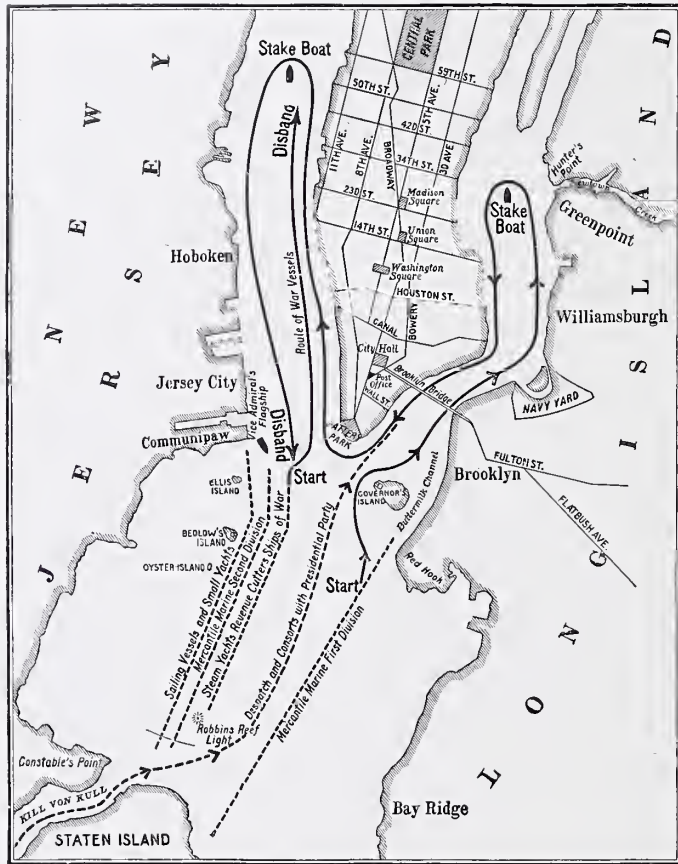 Stake Boat
Disband
CENTRAL
PARK
59TH ST.
50TH ST.
42D ST.
34TH ST.
23D ST.
14TH ST.
11TH AVE.
8TH AVE.
BROADWAY
5TH AVE.
3D AVE.
Madison
Square
Union
Square
Washington
Square
HOUSTON ST.
CANAL
BOWERY
City Hall
Post
Office
WALL ST.
Brooklyn Bridge
PARK
Hunter's
Point
Creek
Greenpoint
Stake
Boat
Williamsburgh
NAVY YARD
Hoboken
Route of War Vessels
Jersey City
Communipaw
Vice Admiral's
Flagship
Disband
Start
ELLIS
ISLAND
BEDLOW'S
ISLAND
OYSTER ISLAND
GOVERNOR'S
ISLAND
Buttermilk Channel
Brooklyn
FULTON ST.
FLATBUSH AVE.
Red Hook
Start
Sailing Vessels and Small Yachts
Mercantile Marine Second Division
Steam Yachts Revenue Cutters Ships of War
Despatch and Consorts with Presidential Party
Mercantile Marine First Division
Robbins Reef
Light
Constable's Point
KILL VON KULL
STATEN ISLAND
Bay Ridge
NEW JERSEY
LONG ISLAND